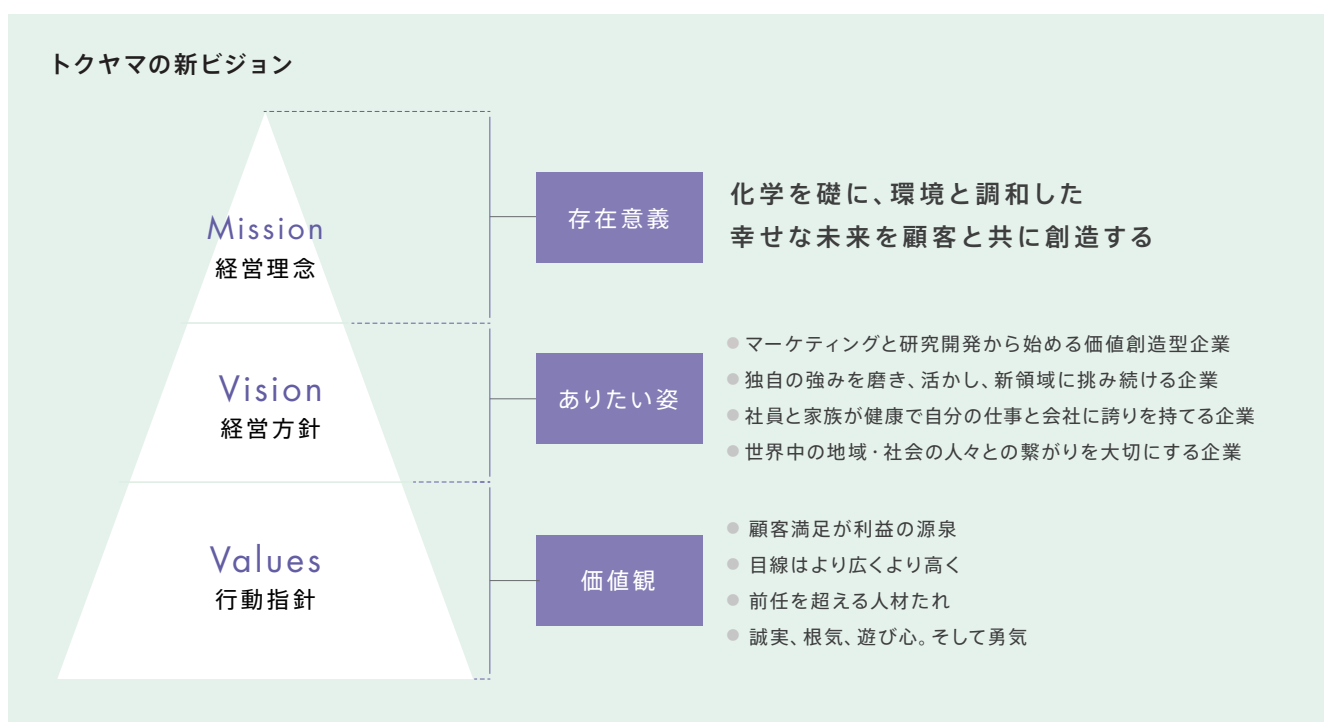 トクヤマの新ビジョン
Mission
経営理念
存在意義
化学を礎に、環境と調和した
幸せな未来を顧客と共に創造する
Vision
経営方針
ありたい姿
● マーケティングと研究開発から始める価値創造型企業
● 独自の強みを磨き、活かし、新領域に挑み続ける企業
● 社員と家族が健康で自分の仕事と会社に誇りを持てる企業
● 世界中の地域・社会の人々との繋がりを大切にする企業
Values
行動指針
価値観
● 顧客満足が利益の源泉
● 目線はより広くより高く
● 前任を超える人材たれ
● 誠実、根気、遊び心。そして勇気